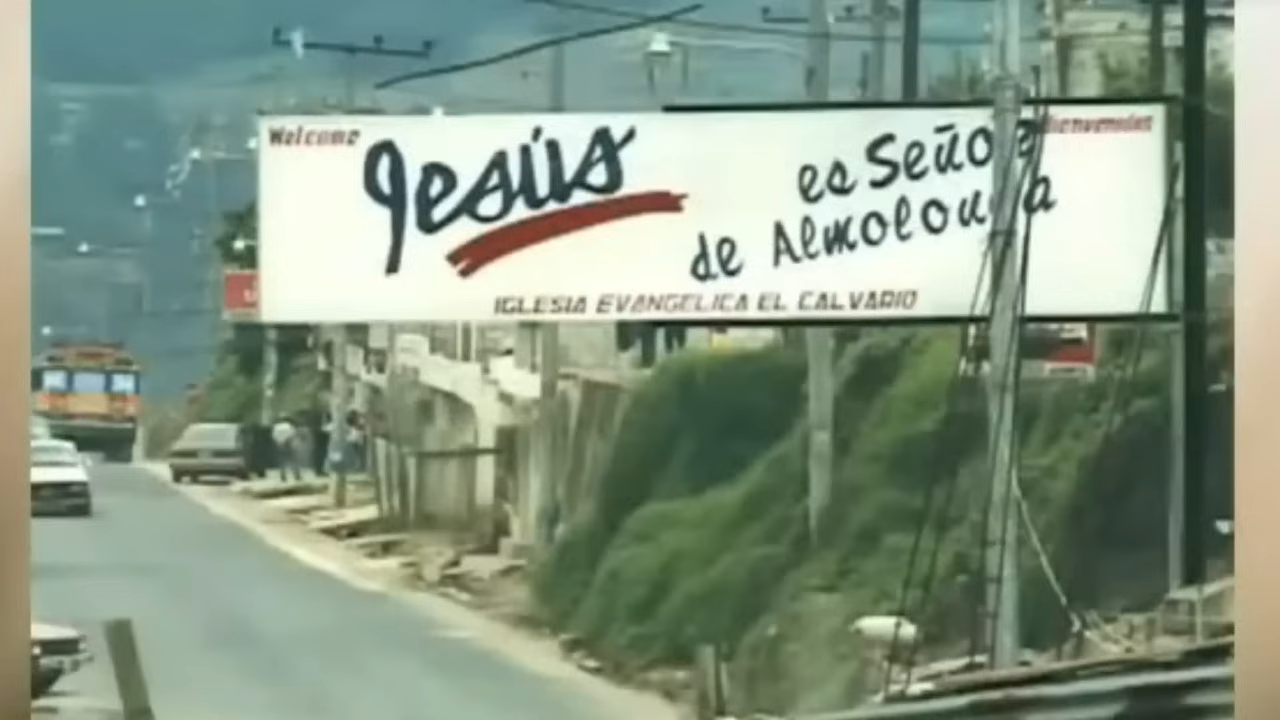 Welcome
Bienvenidos
Jesús
es Señor
de Almolonga
IGLESIA EVANGELICA EL CALVARIO